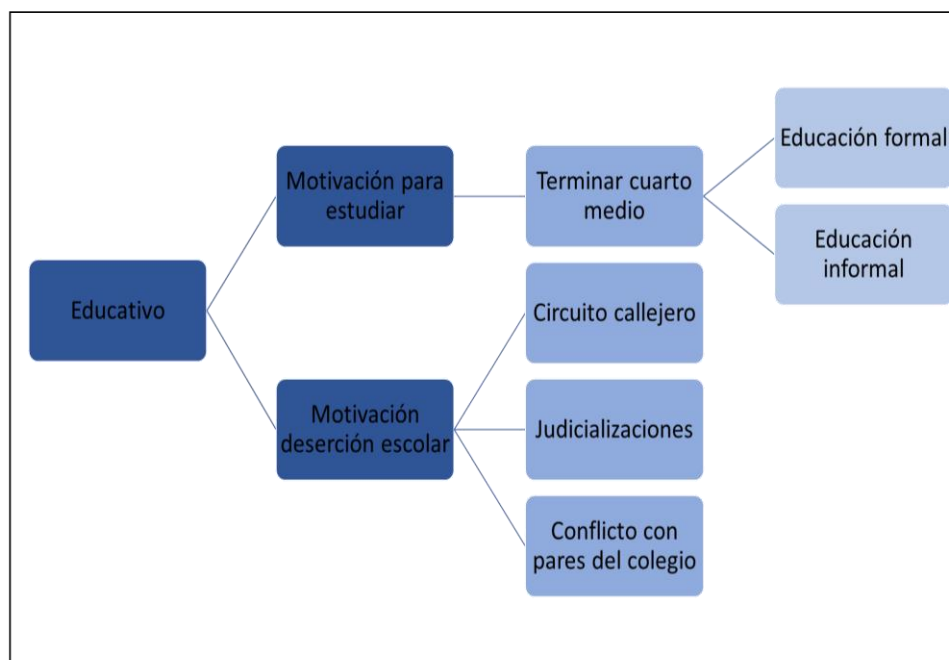 Educativo
Motivación para
estudiar
Motivación
deserción escolar
Terminar cuarto
medio
Circuito callejero
Judicializaciones
Conflicto con
pares del colegio
Educación formal
Educación
informal